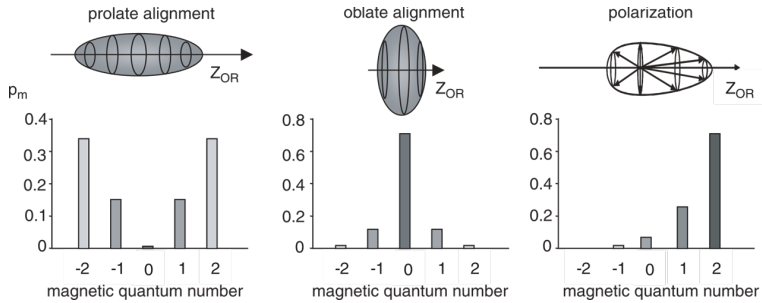 prolate alignment
oblate alignment
polarization
Z_OR
Z_OR
Z_OR
p_m
0.4
0.3
0.2
0.1
0
0.8
0.6
0.4
0.2
0
0.8
0.6
0.4
0.2
0
-2 -1 0 1 2
-2 -1 0 1 2
-2 -1 0 1 2
magnetic quantum number
magnetic quantum number
magnetic quantum number